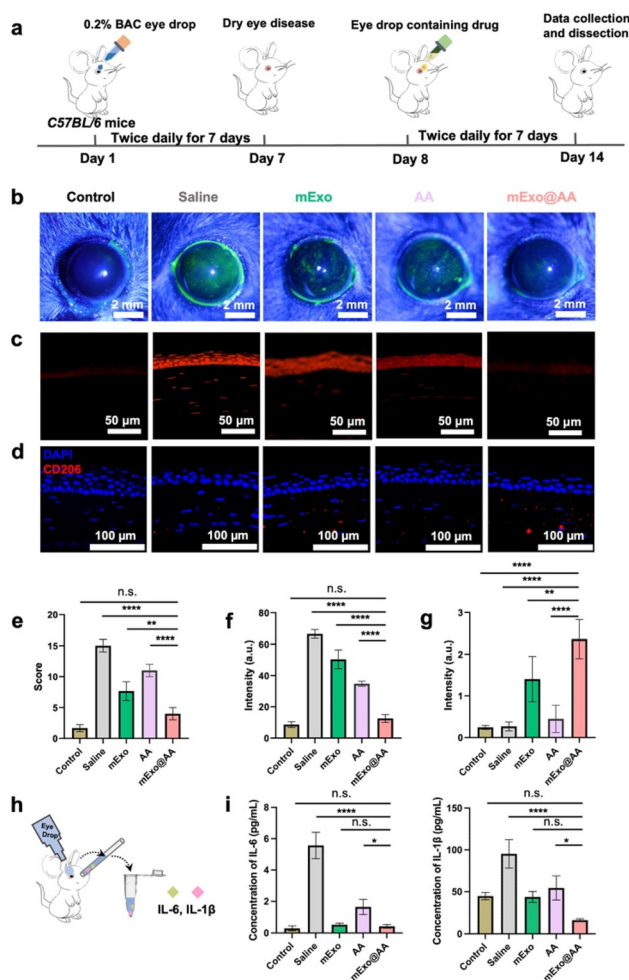 a
0.2% BAC eye drop
Dry eye disease
Eye drop containing drug
Data collection
and dissection
C57BL/6 mice
Twice daily for 7 days
Twice daily for 7 days
Day 1
Day 7
Day 8
Day 14
b
Control
Saline
mExo
AA
mExo@AA
2 mm
2 mm
2 mm
2 mm
2 mm
c
50 µm
50 µm
50 µm
50 µm
50 µm
d
DAPI
CD206
100 µm
100 µm
100 µm
100 µm
100 µm
e
n.s.
****
**
****
Score
20
15
10
5
0
Control
Saline
mExo
AA
mExo@AA
f
n.s.
****
****
****
Intensity (a.u.)
80
60
40
20
0
Control
Saline
mExo
AA
mExo@AA
g
****
****
**
****
Intensity (a.u.)
3
2
1
0
Control
Saline
mExo
AA
mExo@AA
h
Eye
Drop
IL-6, IL-1β
i
n.s.
****
n.s.
*
Concentration of IL-6 (pg/mL)
8
6
4
2
0
Control
Saline
mExo
AA
mExo@AA
n.s.
****
n.s.
*
Concentration of IL-1β (pg/mL)
150
100
50
0
Control
Saline
mExo
AA
mExo@AA